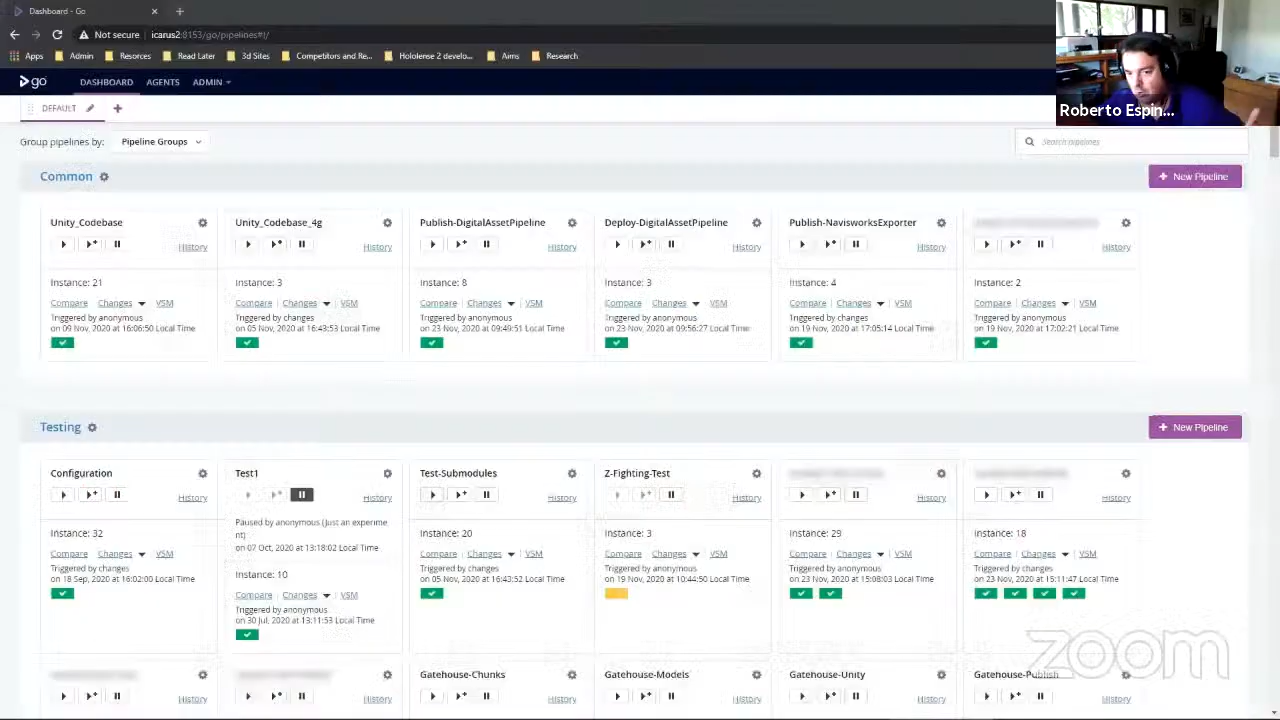 Dashboard - Go
Not secure | icarus2:8153/go/pipelines#!/
Apps Admin Resorces Read Later 3d Sites Competitors and Re... Hololense 2 develo... Aims Research
go DASHBOARD AGENTS ADMIN
Roberto Espin...
DEFAULT
Group pipelines by: Pipeline Groups
Search pipelines
Common
+ New Pipeline
Unity_Codebase Unity_Codebase_4g Publish-DigitalAssetPipeline Deploy-DigitalAssetPipeline Publish-NavisworksExporter
History History History History History History
Instance: 21 Instance: 3 Instance: 8 Instance: 3 Instance: 4 Instance: 2
Compare Changes VSM Compare Changes VSM Compare Changes VSM Compare Changes VSM Compare Changes VSM Compare Changes VSM
Triggered by anonymous Triggered by changes Triggered by anonymous Triggered by anonymous Triggered by changes Triggered by anonymous
on 09 Nov, 2020 at 16:06:50 Local Time on 05 Nov, 2020 at 16:43:53 Local Time on 23 Nov, 2020 at 09:49:51 Local Time on 23 Nov, 2020 at 09:56:27 Local Time on 19 Nov, 2020 at 17:05:14 Local Time on 19 Nov, 2020 at 17:02:21 Local Time
Testing
+ New Pipeline
Configuration Test1 Test-Submodules Z-Fighting-Test
History History History History History History
Paused by anonymous (Just an experime
nt)
on 07 Oct, 2020 at 13:18:02 Local Time
Instance: 32 Instance: 10 Instance: 20 Instance: 3 Instance: 29 Instance: 18
Compare Changes VSM Compare Changes VSM Compare Changes VSM Compare Changes VSM Compare Changes VSM Compare Changes VSM
Triggered by changes Triggered by anonymous Triggered by changes Triggered by anonymous Triggered by anonymous Triggered by changes
on 18 Sep, 2020 at 16:02:00 Local Time on 30 Jul, 2020 at 13:11:53 Local Time on 05 Nov, 2020 at 16:43:52 Local Time on 19 Nov, 2020 at 10:44:50 Local Time on 23 Nov, 2020 at 15:08:03 Local Time on 23 Nov, 2020 at 15:11:47 Local Time
zoom
Gatehouse-Chunks Gatehouse-Models Gatehouse-Unity Gatehouse-Publish
History History History History History History